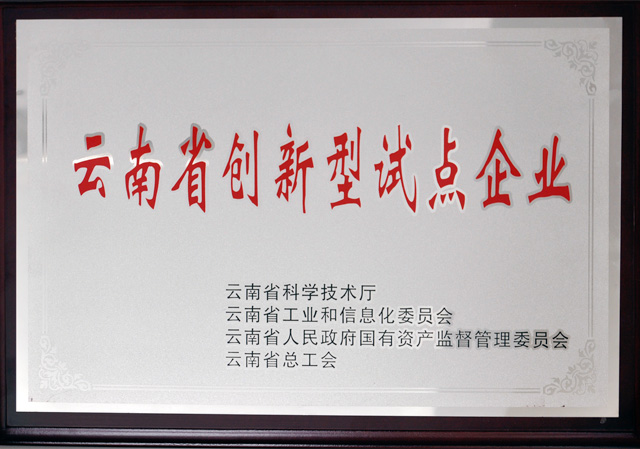 云南省创新型试点企业
云南省科学技术厅
云南省工业和信息化委员会
云南省人民政府国有资产监督管理委员会
云南省总工会